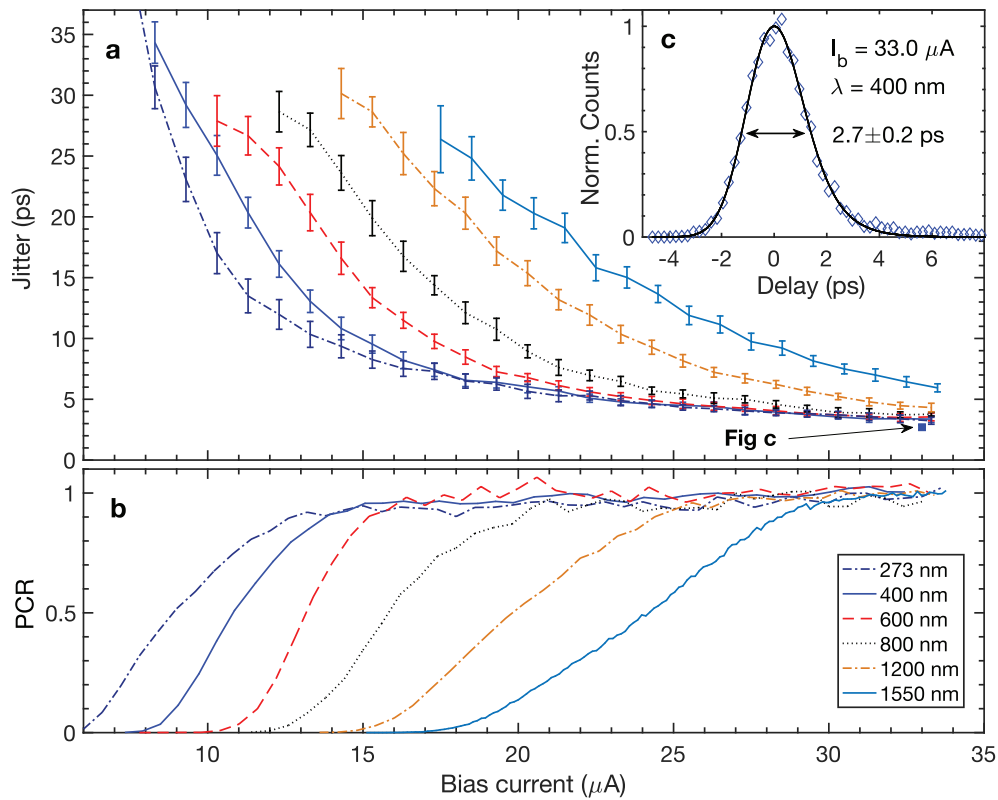 a
Jitter (ps)
35
30
25
20
15
10
5
0
c
I_b = 33.0 μA
λ = 400 nm
2.7±0.2 ps
Norm. Counts
1
0.5
0
-4 -2 0 2 4 6
Delay (ps)
Fig c
b
PCR
1
0.5
0
273 nm
400 nm
600 nm
800 nm
1200 nm
1550 nm
10 15 20 25 30 35
Bias current (μA)